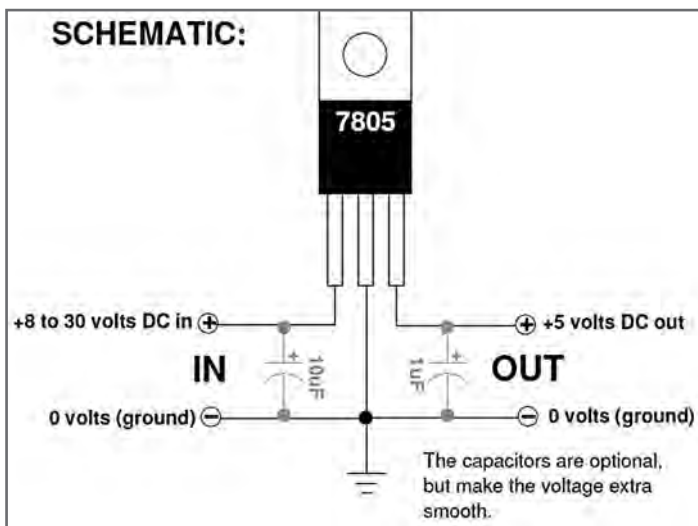 SCHEMATIC:
7805
+8 to 30 volts DC in +
+ +5 volts DC out
IN
+
10uF
+
1uF
OUT
0 volts (ground) −
− 0 volts (ground)
The capacitors are optional,
but make the voltage extra
smooth.